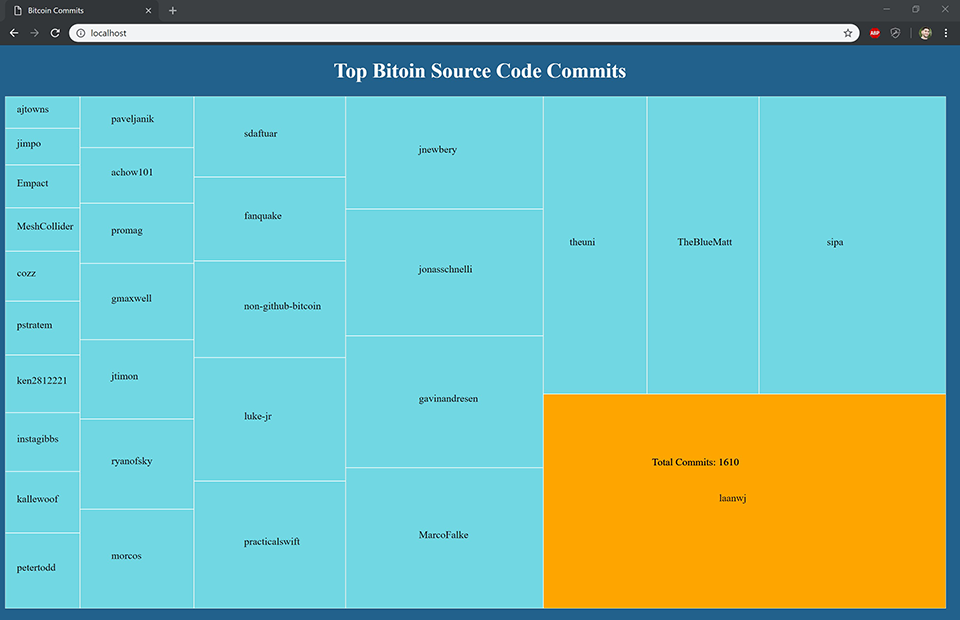 Bitcoin Commits
localhost
ABP
Top Bitoin Source Code Commits
ajtowns
jimpo
Empact
MeshCollider
cozz
pstratem
ken2812221
instagibbs
kallewoof
petertodd
paveljanik
achow101
promag
gmaxwell
jtimon
ryanofsky
morcos
sdaftuar
fanquake
non-github-bitcoin
luke-jr
practicalswift
jnewbery
jonasschnelli
gavinandresen
MarcoFalke
theuni
TheBlueMatt
sipa
Total Commits: 1610
laanwj